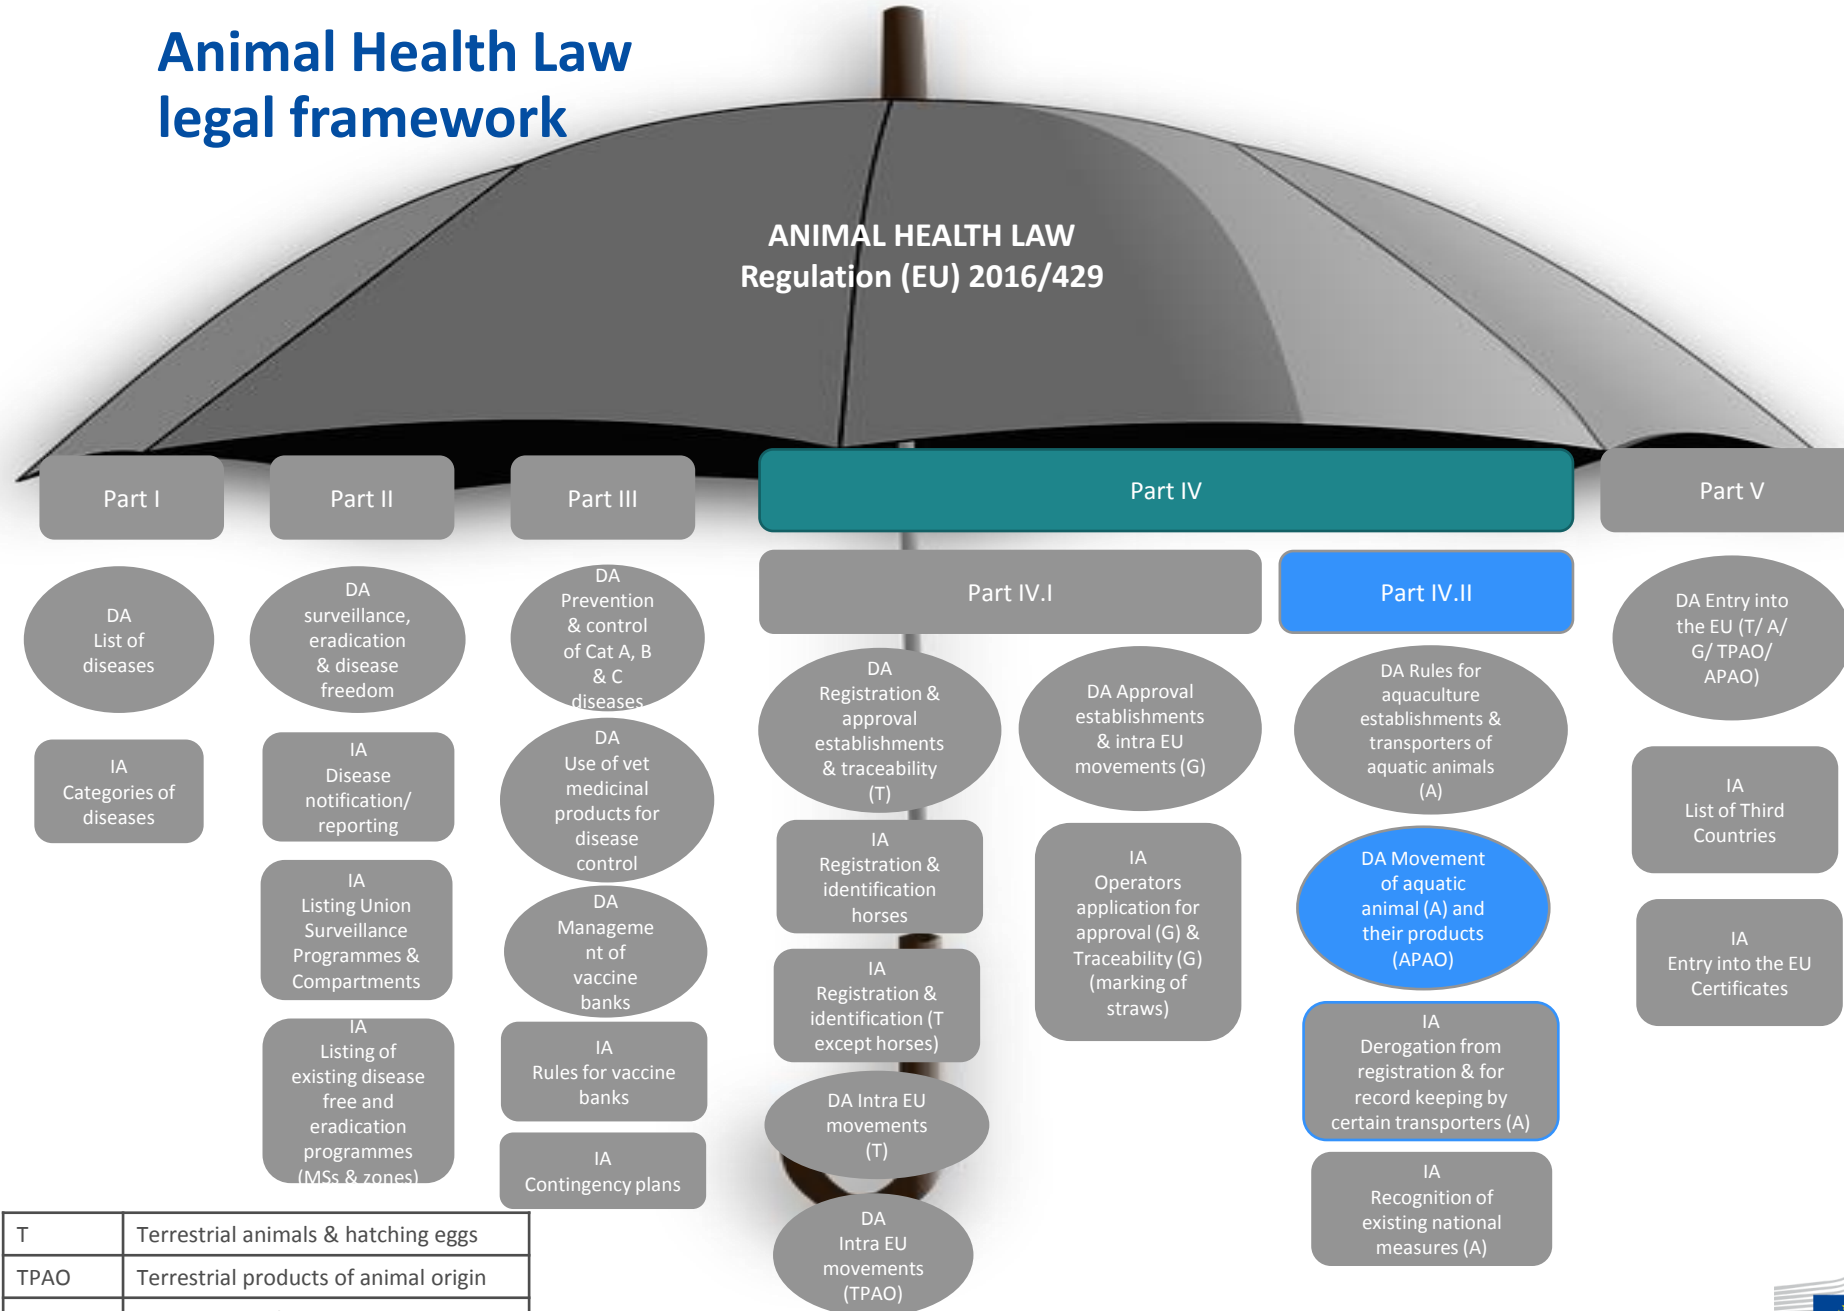 Animal Health Law
legal framework
ANIMAL HEALTH LAW
Regulation (EU) 2016/429
Part I
Part II
Part III
Part IV
Part V
Part IV.I
Part IV.II
DA
List of
diseases
IA
Categories of
diseases
DA
surveillance,
eradication
& disease
freedom
IA
Disease
notification/
reporting
IA
Listing Union
Surveillance
Programmes &
Compartments
IA
Listing of
existing disease
free and
eradication
programmes
(MSs & zones)
DA
Prevention
& control
of Cat A, B
& C
diseases
DA
Use of vet
medicinal
products for
disease
control
DA
Manageme
nt of
vaccine
banks
IA
Rules for vaccine
banks
IA
Contingency plans
DA
Registration &
approval
establishments
& traceability
(T)
IA
Registration &
identification
horses
IA
Registration &
identification (T
except horses)
DA Intra EU
movements
(T)
DA
Intra EU
movements
(TPAO)
DA Approval
establishments
& intra EU
movements (G)
IA
Operators
application for
approval (G) &
Traceability (G)
(marking of
straws)
DA Rules for
aquaculture
establishments &
transporters of
aquatic animals
(A)
DA Movement
of aquatic
animal (A) and
their products
(APAO)
IA
Derogation from
registration & for
record keeping by
certain transporters (A)
IA
Recognition of
existing national
measures (A)
DA Entry into
the EU (T/ A/
G/ TPAO/
APAO)
IA
List of Third
Countries
IA
Entry into the EU
Certificates
T Terrestrial animals & hatching eggs
TPAO Terrestrial products of animal origin